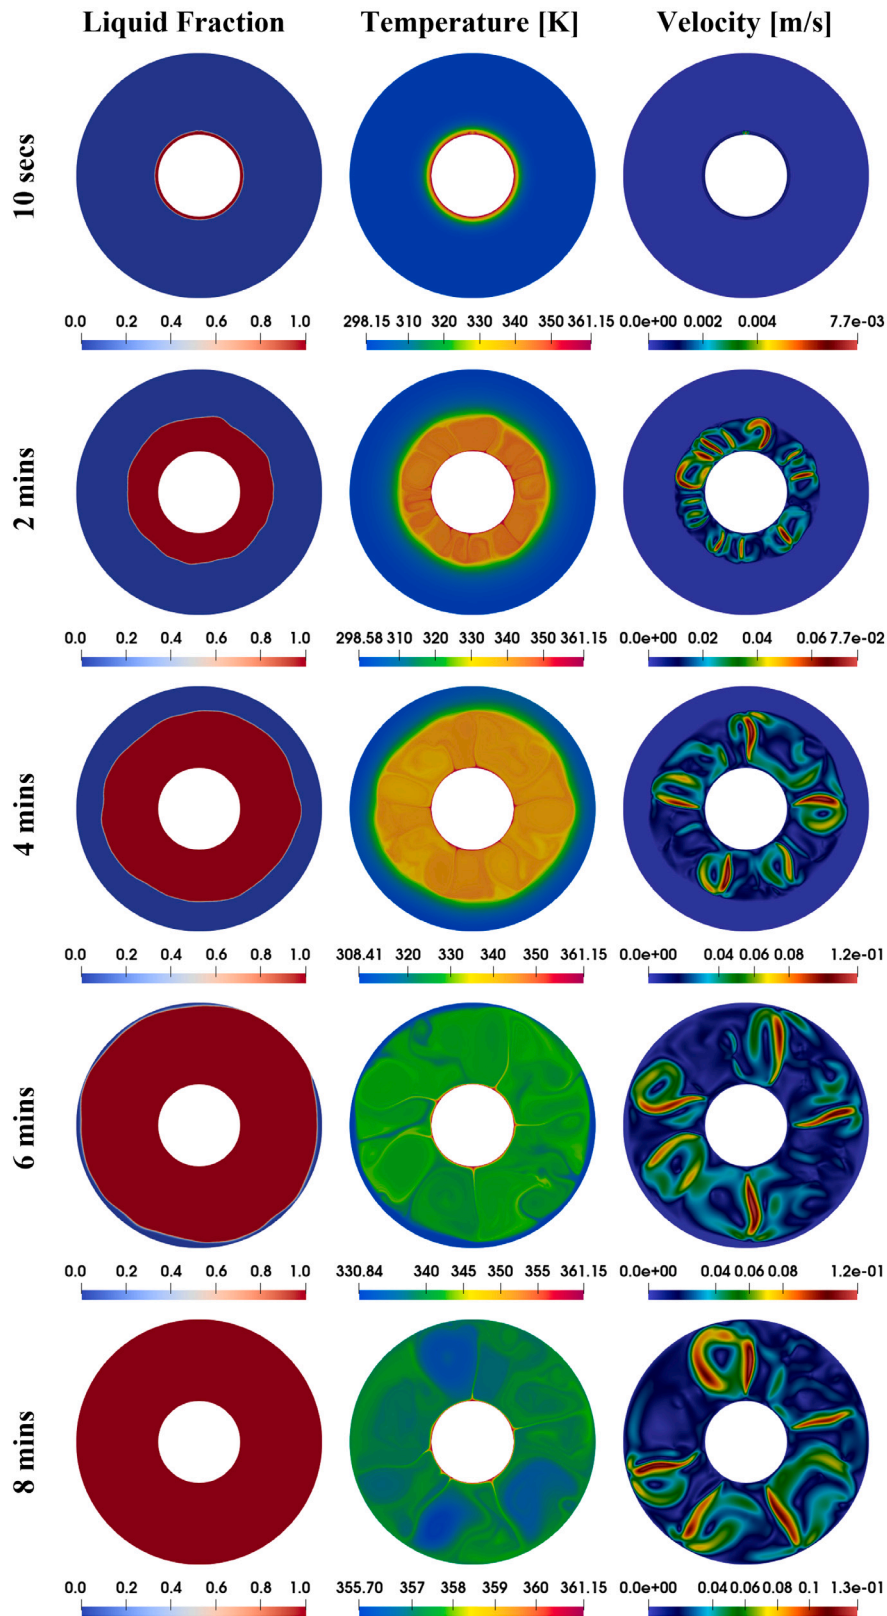 Liquid Fraction Temperature [K] Velocity [m/s]
10 secs
0.0 0.2 0.4 0.6 0.8 1.0 298.15 310 320 330 340 350 361.15 0.0e+00 0.002 0.004 7.7e-03
2 mins
0.0 0.2 0.4 0.6 0.8 1.0 298.58 310 320 330 340 350 361.15 0.0e+00 0.02 0.04 0.06 7.7e-02
4 mins
0.0 0.2 0.4 0.6 0.8 1.0 308.41 320 330 340 350 361.15 0.0e+00 0.04 0.06 0.08 1.2e-01
6 mins
0.0 0.2 0.4 0.6 0.8 1.0 330.84 340 345 350 355 361.15 0.0e+00 0.04 0.06 0.08 1.2e-01
8 mins
0.0 0.2 0.4 0.6 0.8 1.0 355.70 357 358 359 360 361.15 0.0e+00 0.04 0.06 0.08 0.1 1.3e-01